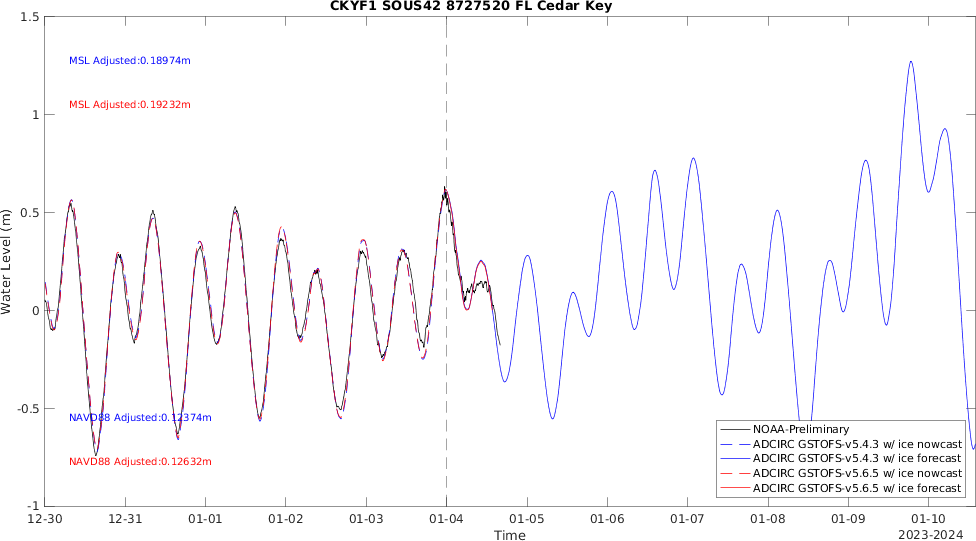 CKYF1 SOUS42 8727520 FL Cedar Key
1.5
MSL Adjusted:0.18974m
MSL Adjusted:0.19232m
1
0.5
Water Level (m)
0
-0.5
NAVD88 Adjusted:0.12374m
NAVD88 Adjusted:0.12632m
NOAA-Preliminary
ADCIRC GSTOFS-v5.4.3 w/ ice nowcast
ADCIRC GSTOFS-v5.4.3 w/ ice forecast
ADCIRC GSTOFS-v5.6.5 w/ ice nowcast
ADCIRC GSTOFS-v5.6.5 w/ ice forecast
-1
12-30 12-31 01-01 01-02 01-03 01-04 01-05 01-06 01-07 01-08 01-09 01-10
Time
2023-2024